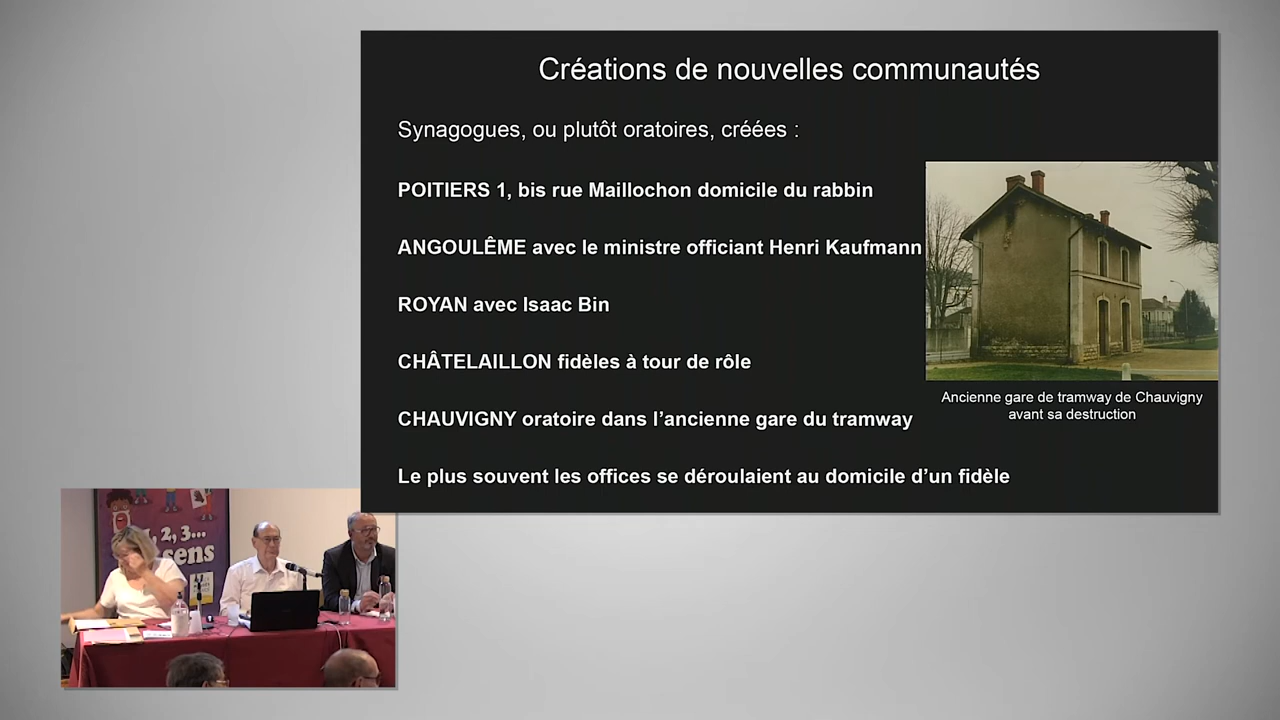 Créations de nouvelles communautés
Synagogues, ou plutôt oratoires, créées :
POITIERS 1, bis rue Maillochon domicile du rabbin
ANGOULÊME avec le ministre officiant Henri Kaufmann
ROYAN avec Isaac Bin
CHÂTELAILLON fidèles à tour de rôle
CHAUVIGNY oratoire dans l’ancienne gare du tramway
Le plus souvent les offices se déroulaient au domicile d’un fidèle
Ancienne gare de tramway de Chauvigny
avant sa destruction
, 2, 3...
sens